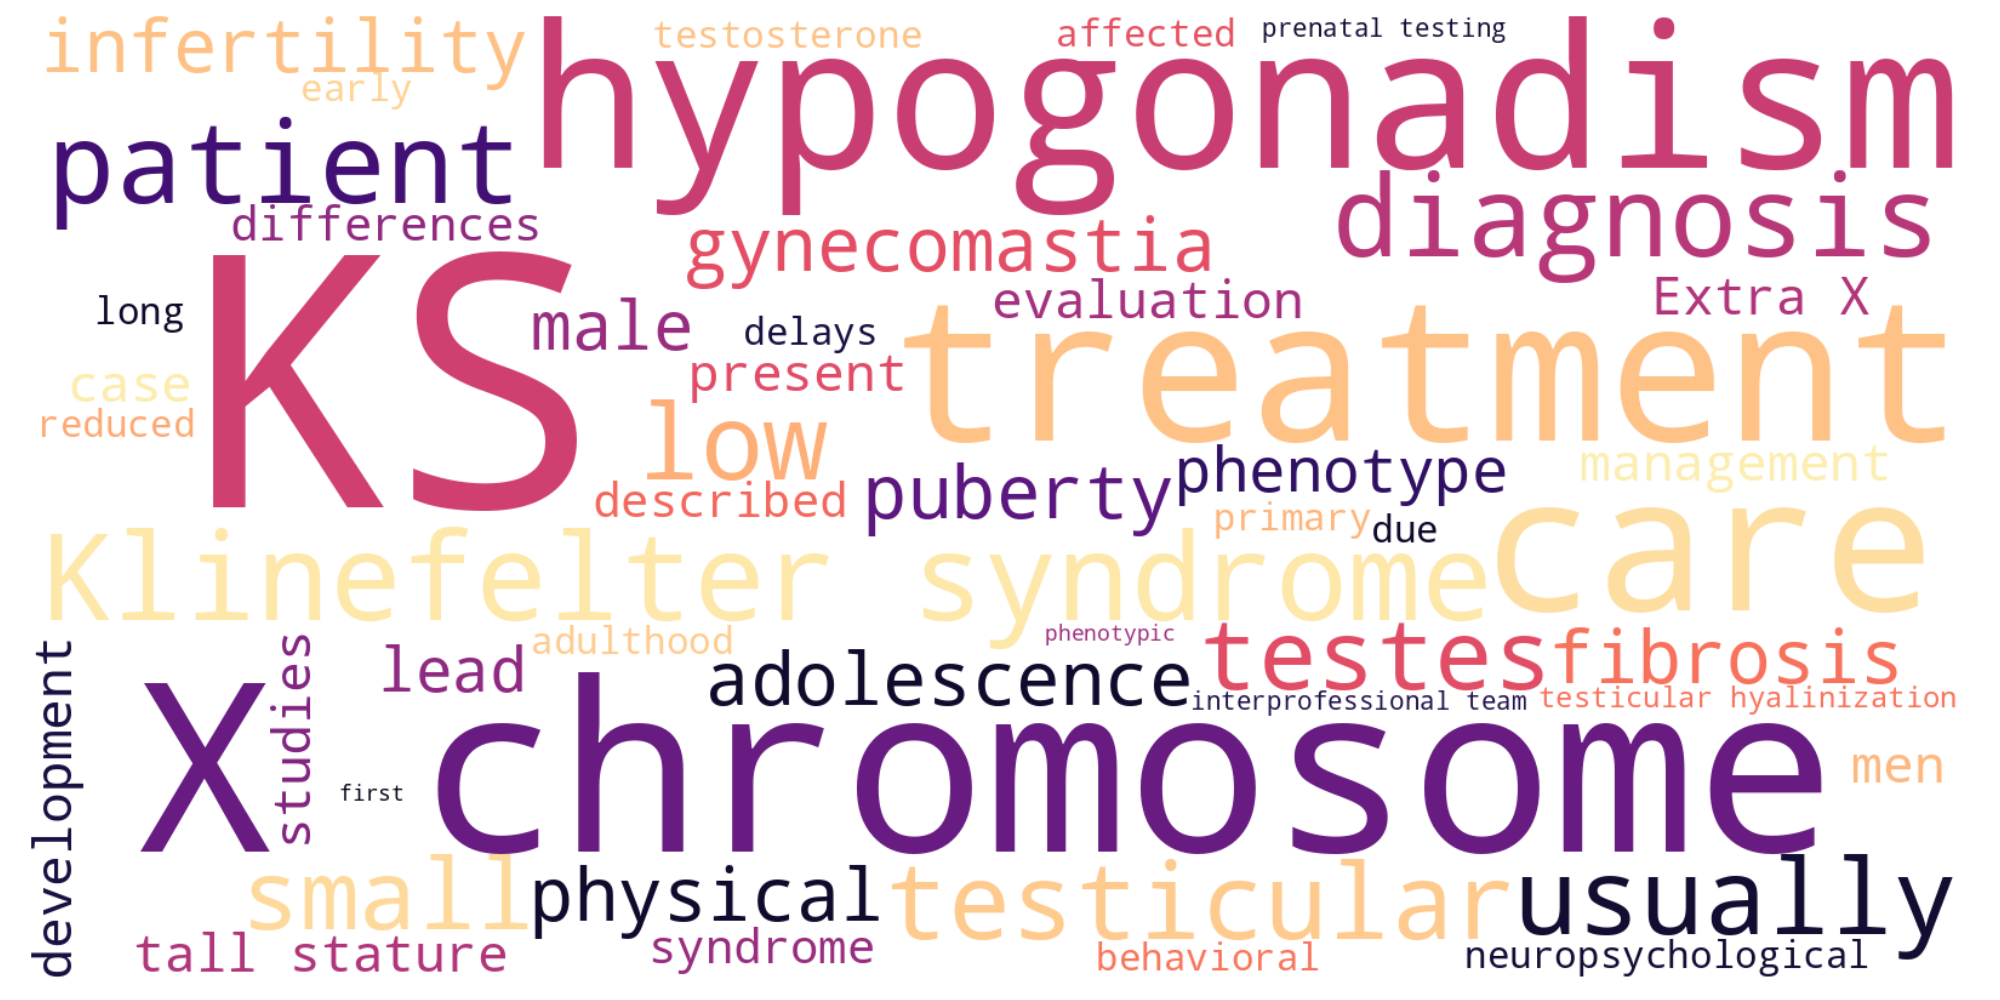 infertility
testosterone
affected
prenatal testing
early
hypogonadism
patient
differences
gynecomastia
diagnosis
long
KS
male
delays
evaluation
Extra X
case
present
treatment
reduced
low
described
puberty
phenotype
management
primary
due
care
Klinefelter syndrome
development
studies
lead
adulthood
phenotypic
testes
fibrosis
adolescence
interprofessional team
testicular hyalinization
X chromosome
first
men
small
physical
testicular
usually
tall stature
syndrome
behavioral
neuropsychological